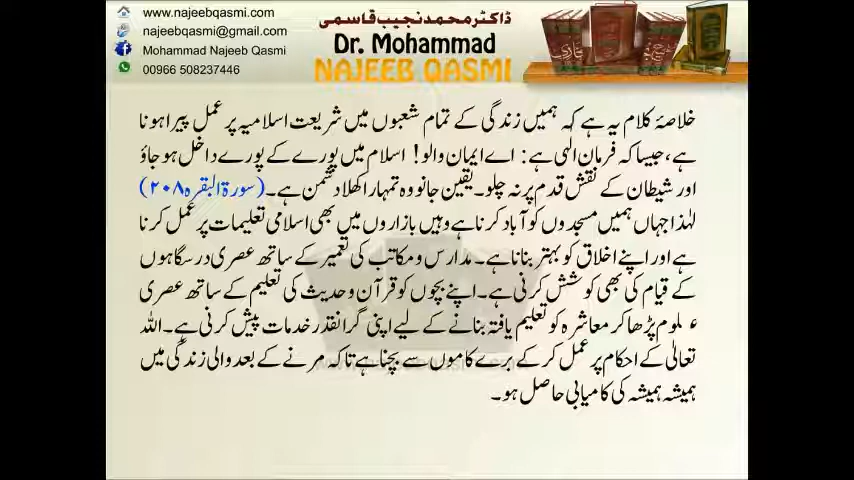 www.najeebqasmi.com
najeebqasmi@gmail.com
Mohammad Najeeb Qasmi
00966 508237446
ڈاکٹر محمد نجیب قاسمی
Dr. Mohammad
NAJEEB QASMI
خلاصۂ کلام یہ ہے کہ ہمیں زندگی کے تمام شعبوں میں شریعت اسلامیہ پر عمل پیرا ہونا
ہے، جیسا کہ فرمان الٰہی ہے: اے ایمان والو! اسلام میں پورے کے پورے داخل ہو جاؤ
اور شیطان کے نقش قدم پر نہ چلو۔ یقین جانو وہ تمہارا کھلا دشمن ہے۔ (سورۃ البقرہ ۲۰۸)
لہٰذا جہاں ہمیں مسجدوں کو آباد کرنا ہے وہیں بازاروں میں بھی اسلامی تعلیمات پر عمل کرنا
ہے اور اپنے اخلاق کو بہتر بنانا ہے۔ مدارس و مکاتب کی تعمیر کے ساتھ عصری درسگاہوں
کے قیام کی بھی کوشش کرنی ہے۔ اپنے بچوں کو قرآن وحدیث کی تعلیم کے ساتھ عصری
علوم پڑھا کر معاشرہ کو تعلیم یافتہ بنانے کے لیے اپنی گرانقدر خدمات پیش کرنی ہے۔ اللہ
تعالیٰ کے احکام پر عمل کرکے برے کاموں سے بچنا ہے تاکہ مرنے کے بعد والی زندگی میں
ہمیشہ ہمیشہ کی کامیابی حاصل ہو۔